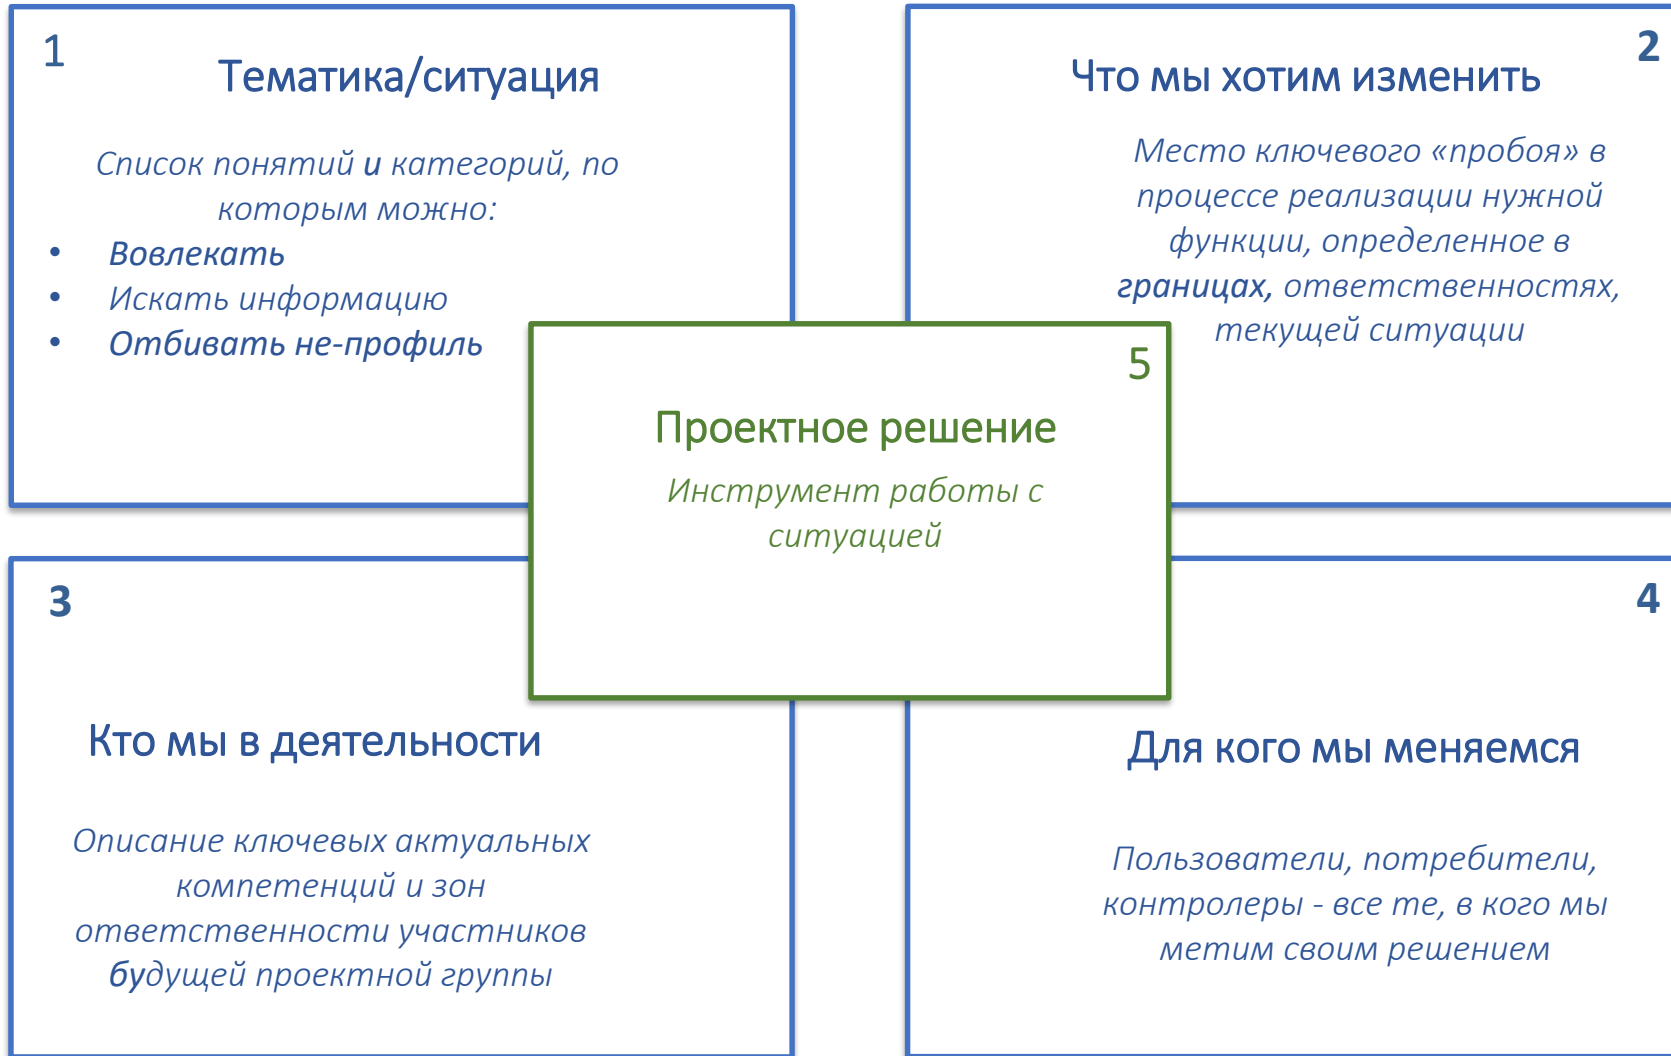 1
Тематика/ситуация
Список понятий и категорий, по
которым можно:
• Вовлекать
• Искать информацию
• Отбивать не-профиль
2
Что мы хотим изменить
Место ключевого «пробоя» в
процессе реализации нужной
функции, определенное в
границах, ответственностях,
текущей ситуации
5
Проектное решение
Инструмент работы с
ситуацией
3
Кто мы в деятельности
Описание ключевых актуальных
компетенций и зон
ответственности участников
будущей проектной группы
4
Для кого мы меняемся
Пользователи, потребители,
контролеры - все те, в кого мы
метим своим решением